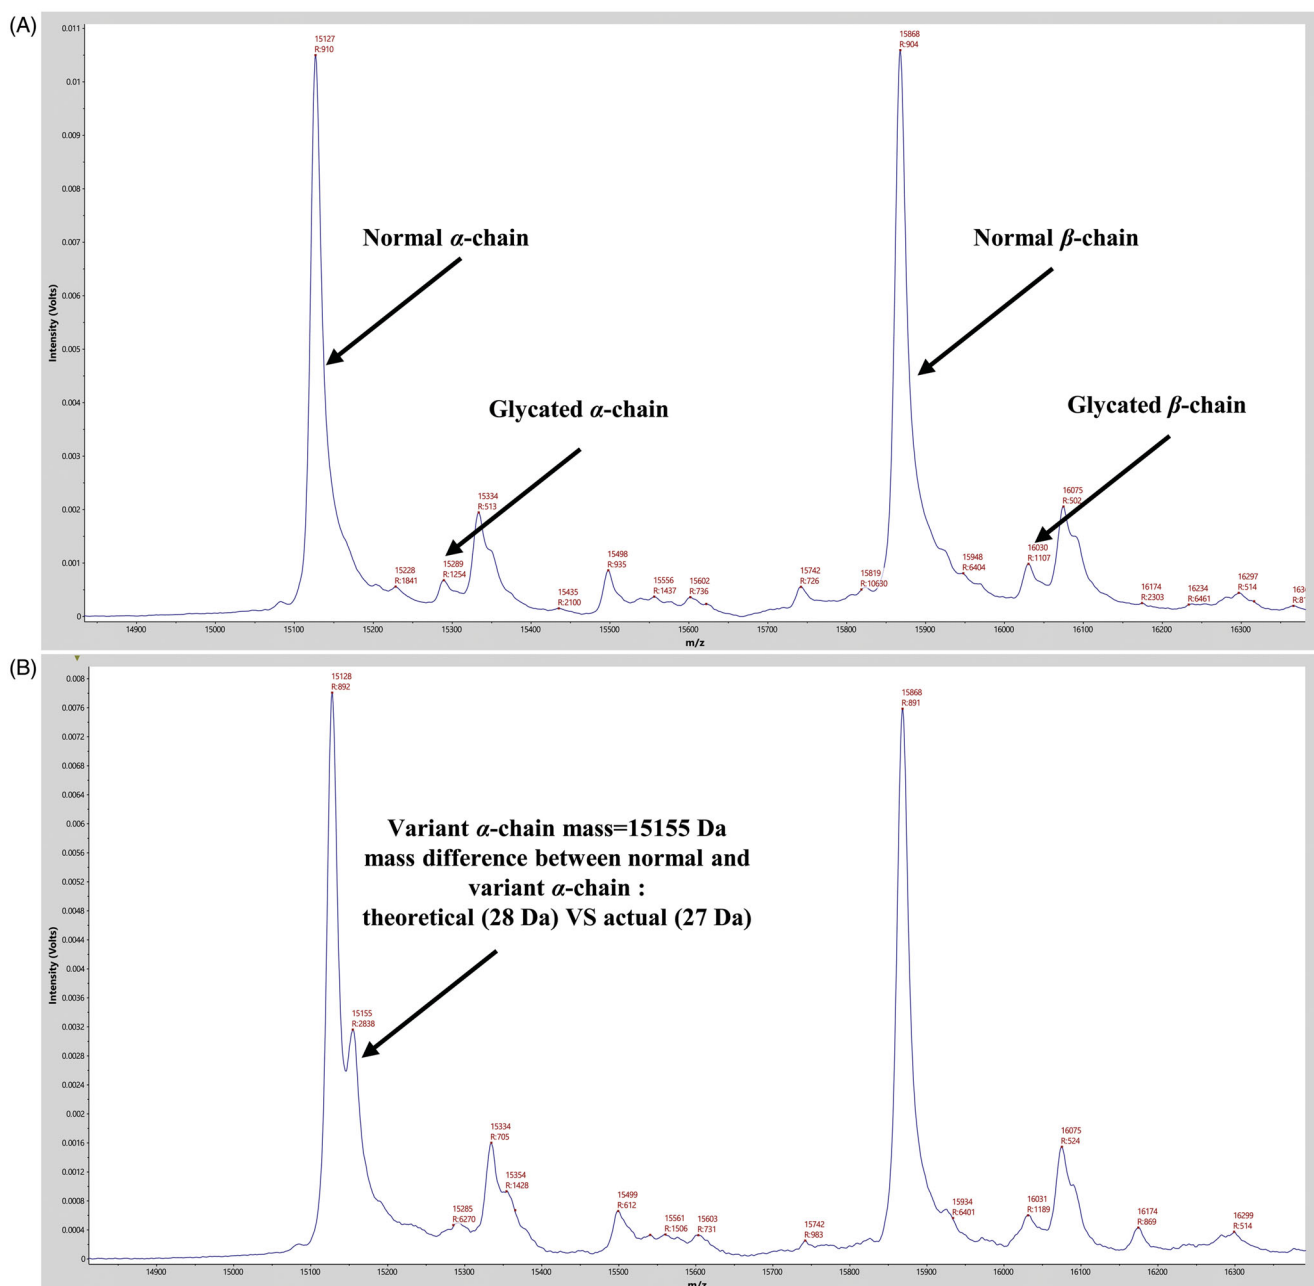 (A)
0.011
0.01
0.009
0.008
0.007
0.006
0.005
0.004
0.003
0.002
0.001
0
Intensity (Volts)
15127
R:910
Normal α-chain
Glycated α-chain
15228
R:1841
15289
R:1254
15334
R:513
15435
R:2100
15498
R:935
15556
R:1437
15602
R:736
15742
R:726
15819
R:10630
15868
R:904
Normal β-chain
Glycated β-chain
15948
R:6404
16030
R:1107
16075
R:502
16174
R:2303
16234
R:6461
16297
R:514
14900
15000
15100
15200
15300
15400
15500
15600
15700
15800
15900
16000
16100
16200
16300
m/z
(B)
0.008
0.0076
0.0072
0.0068
0.0064
0.006
0.0056
0.0052
0.0048
0.0044
0.004
0.0036
0.0032
0.0028
0.0024
0.002
0.0016
0.0012
0.0008
0.0004
0
Intensity (Volts)
15128
R:892
Variant α-chain mass=15155 Da
mass difference between normal and
variant α-chain :
theoretical (28 Da) VS actual (27 Da)
15155
R:2838
15285
R:6270
15334
R:705
15354
R:1428
15499
R:612
15561
R:1506
15603
R:731
15742
R:983
15868
R:891
15934
R:6401
16031
R:1189
16075
R:524
16174
R:869
16299
R:514
14900
15000
15100
15200
15300
15400
15500
15600
15700
15800
15900
16000
16100
16200
16300
m/z